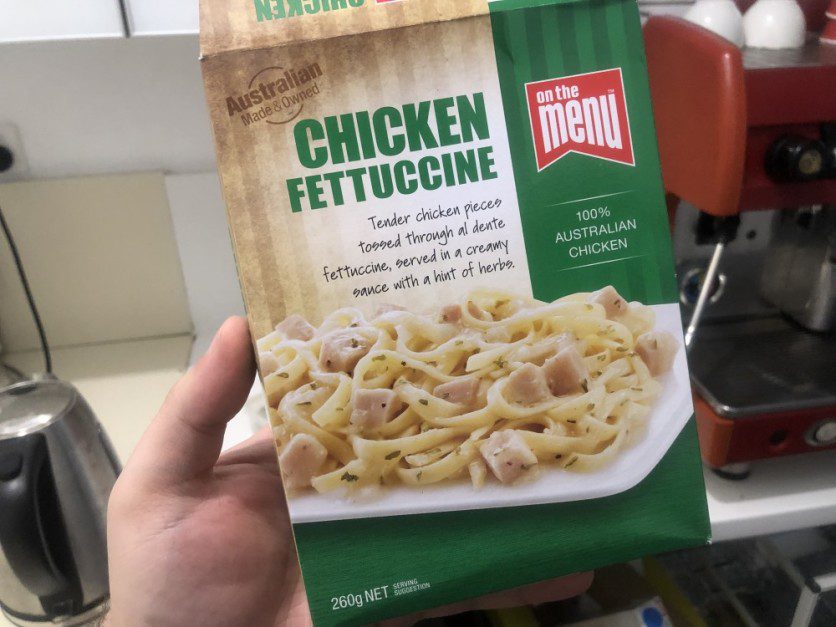 CHICKEN
Australian
Made & Owned
CHICKEN
FETTUCCINE
Tender chicken pieces
tossed through al dente
fettuccine, served in a creamy
sauce with a hint of herbs.
on the
menu
100%
AUSTRALIAN
CHICKEN
260g NET
SERVING
SUGGESTION